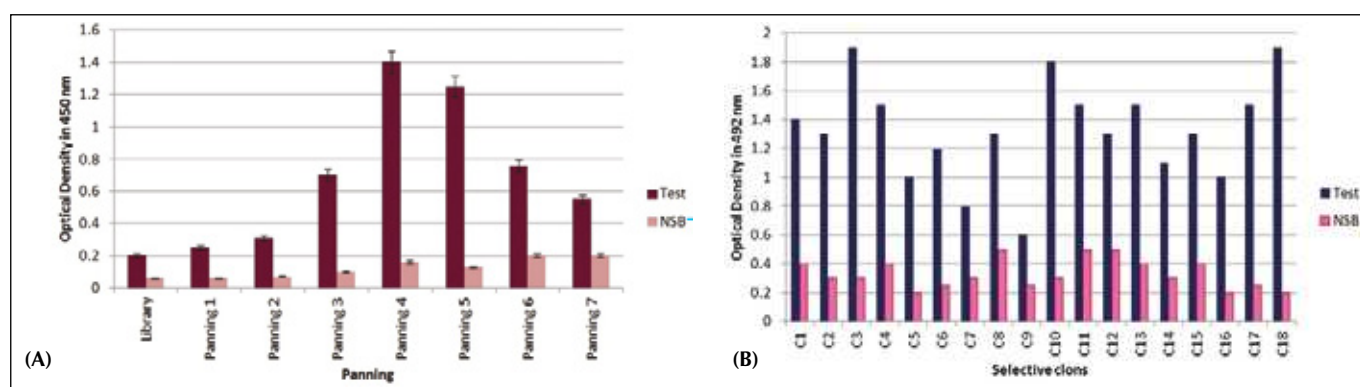 1.6
1.4
1.2
1
0.8
0.6
0.4
0.2
0
Optical Density in 450 nm
Library
Panning 1
Panning 2
Panning 3
Panning 4
Panning 5
Panning 6
Panning 7
Panning
Test
NSB
(A)
2
1.8
1.6
1.4
1.2
1
0.8
0.6
0.4
0.2
0
Optical Density in 492 nm
C1
C2
C3
C4
C5
C6
C7
C8
C9
C10
C11
C12
C13
C14
C15
C16
C17
C18
Selective clons
Test
NSB
(B)